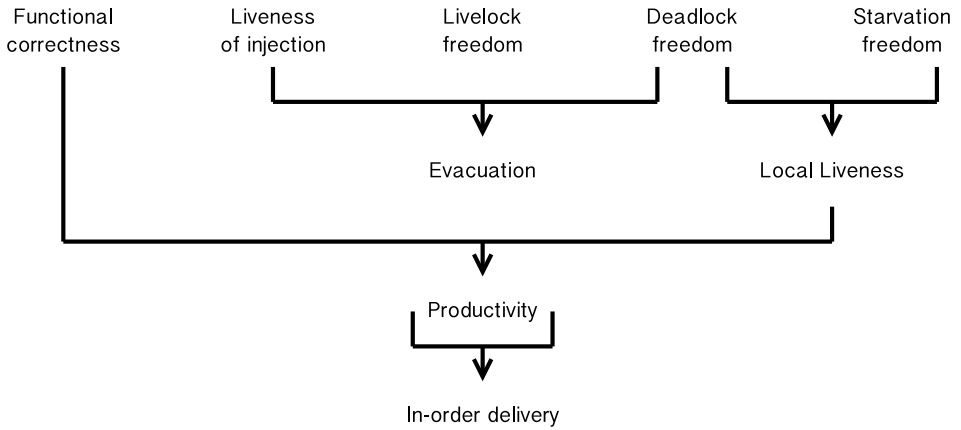 Functional
correctness
Liveness
of injection
Livelock
freedom
Deadlock
freedom
Starvation
freedom
Evacuation
Local Liveness
Productivity
In-order delivery